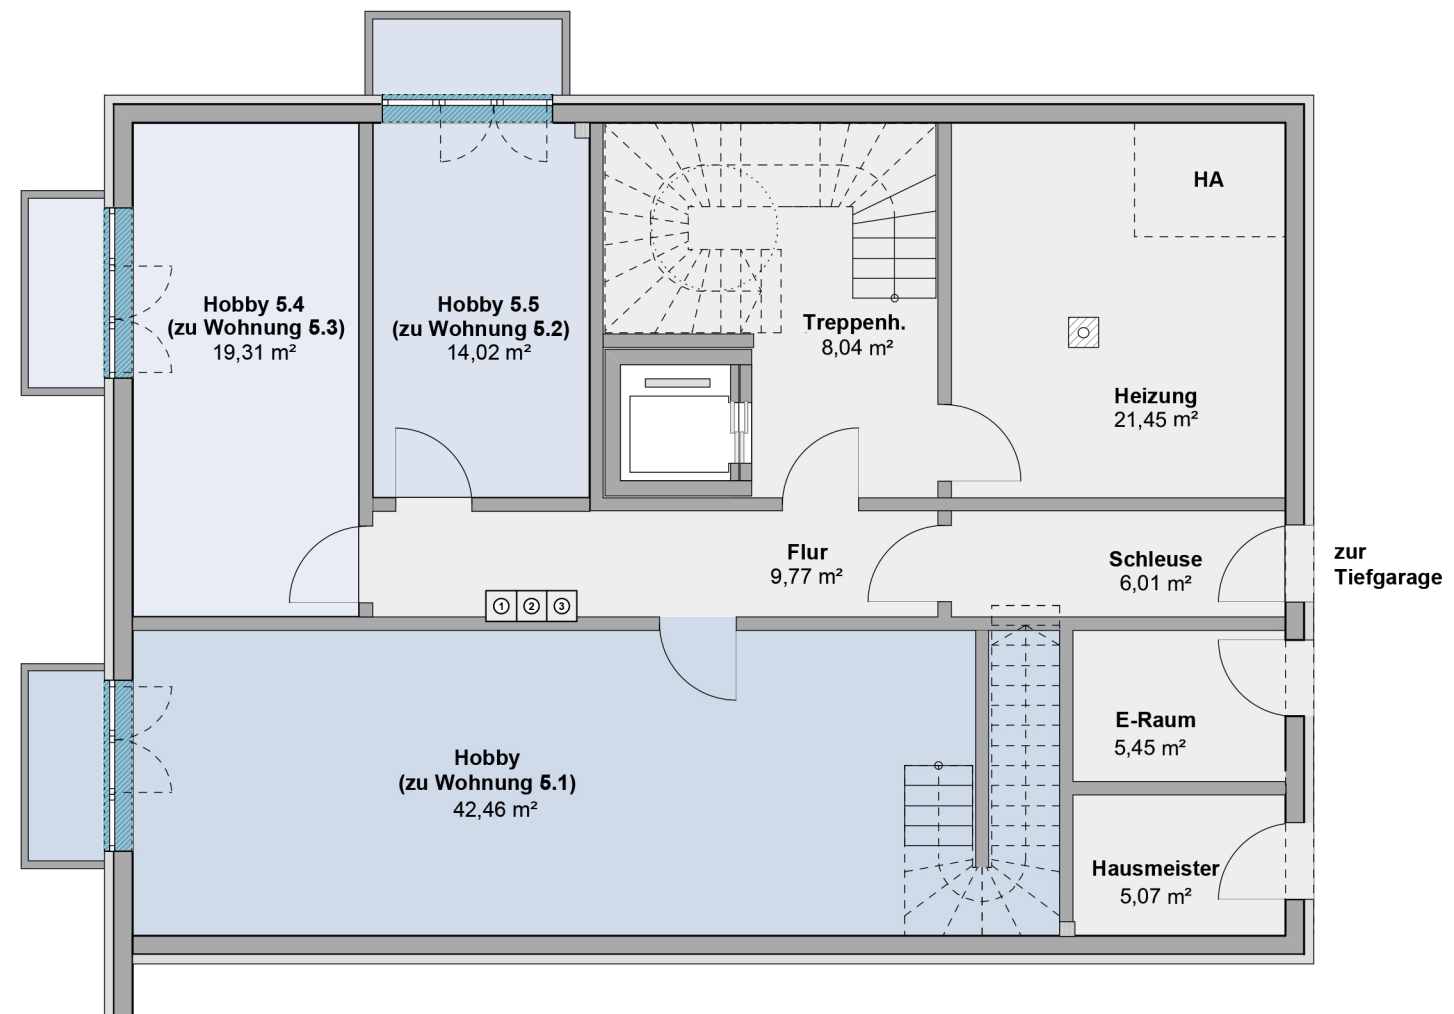 HA
Hobby 5.4
(zu Wohnung 5.3)
19,31 m²
Hobby 5.5
(zu Wohnung 5.2)
14,02 m²
Treppenh.
8,04 m²
Heizung
21,45 m²
Flur
9,77 m²
Schleuse
6,01 m²
zur
Tiefgarage
1 2 3
E-Raum
5,45 m²
Hobby
(zu Wohnung 5.1)
42,46 m²
Hausmeister
5,07 m²